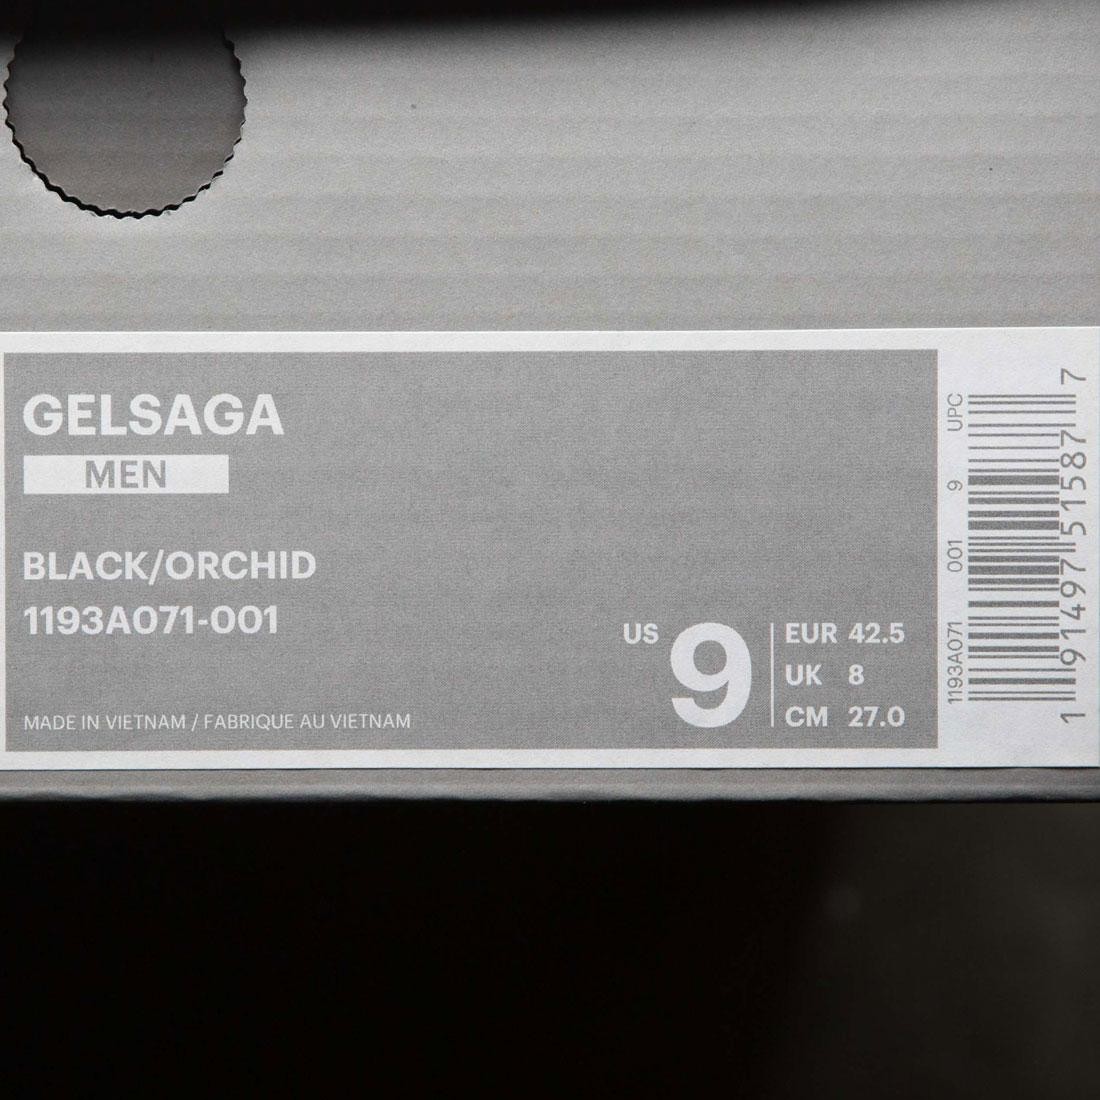 GELSAGA
MEN
BLACK/ORCHID
1193A071-001
MADE IN VIETNAM / FABRIQUE AU VIETNAM
US 9
EUR 42.5
UK 8
CM 27.0
1193A071 001 9 UPC
1 91497 51587 7